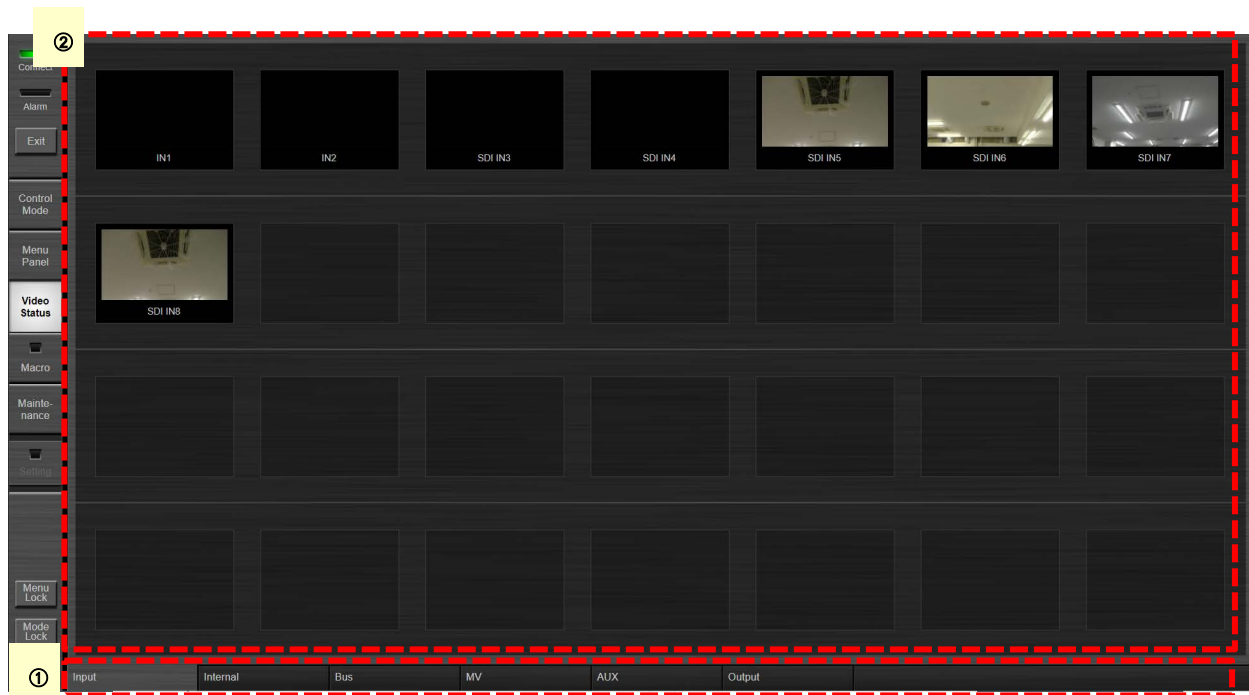 ②
Connect
Alarm
Exit
Control
Mode
Menu
Panel
Video
Status
Macro
Mainte-
nance
Setting
Menu
Lock
Mode
Lock
IN1
IN2
SDI IN3
SDI IN4
SDI IN5
SDI IN6
SDI IN7
SDI IN8
①
Input
Internal
Bus
MV
AUX
Output